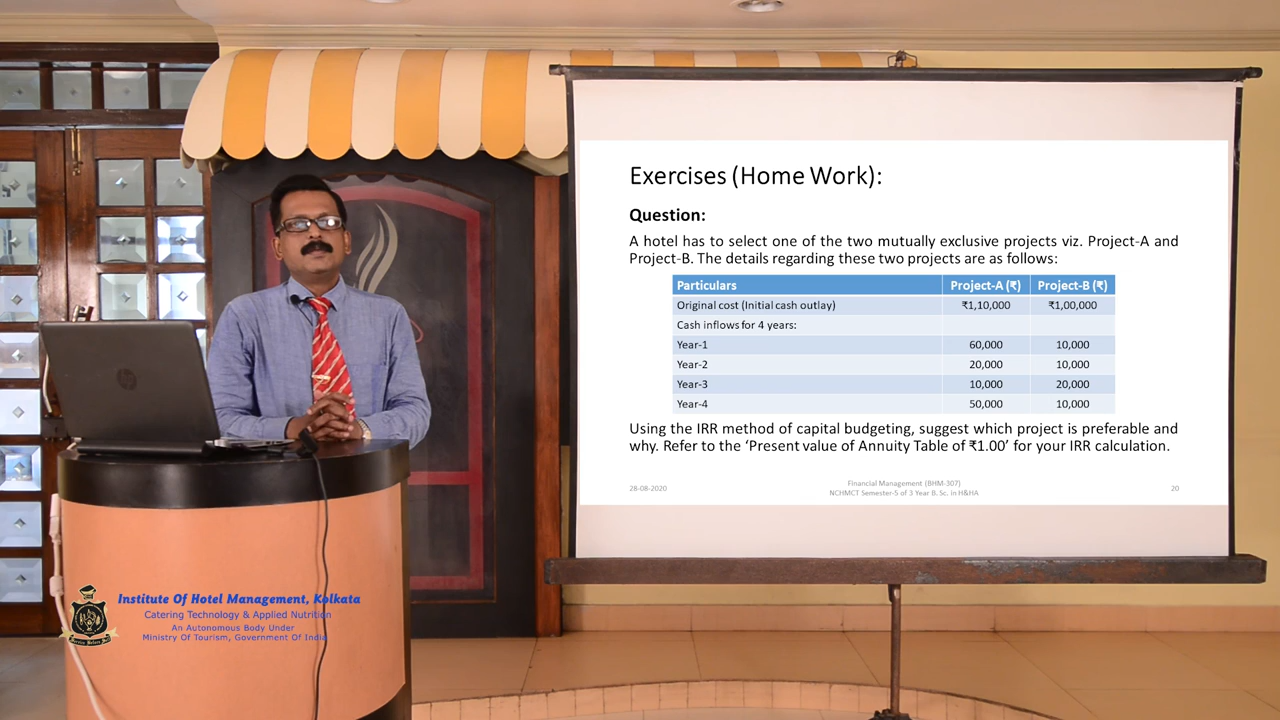 Exercises (Home Work):
Question:
A hotel has to select one of the two mutually exclusive projects viz. Project-A and
Project-B. The details regarding these two projects are as follows:
Particulars Project-A (₹) Project-B (₹)
Original cost (Initial cash outlay) ₹1,10,000 ₹1,00,000
Cash inflows for 4 years:
Year-1 60,000 10,000
Year-2 20,000 10,000
Year-3 10,000 20,000
Year-4 50,000 10,000
Using the IRR method of capital budgeting, suggest which project is preferable and
why. Refer to the ‘Present value of Annuity Table of ₹1.00’ for your IRR calculation.
28-08-2020
Financial Management (BHM-307)
NCHMCT Semester-5 of 3 Year B. Sc. in H&HA
20
Institute Of Hotel Management, Kolkata
Catering Technology & Applied Nutrition
An Autonomous Body Under
Ministry Of Tourism, Government Of India
hp